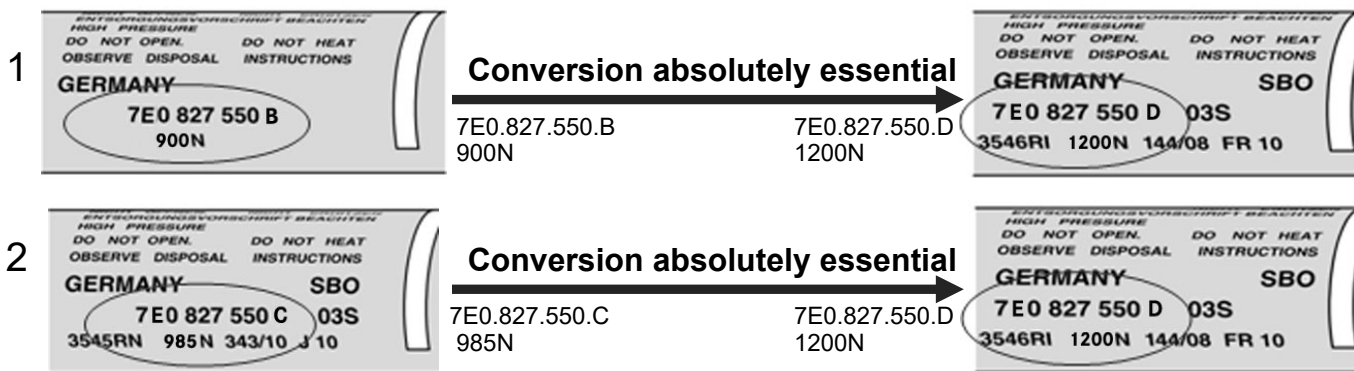 1
ENTSORGUNGSVORSCHRIFT BEACHTEN
HIGH PRESSURE
DO NOT OPEN. DO NOT HEAT
OBSERVE DISPOSAL INSTRUCTIONS
GERMANY
7E0 827 550 B
900N
Conversion absolutely essential
7E0.827.550.B 7E0.827.550.D
900N 1200N
ENTSORGUNGSVORSCHRIFT BEACHTEN
HIGH PRESSURE
DO NOT OPEN. DO NOT HEAT
OBSERVE DISPOSAL INSTRUCTIONS
GERMANY SBO
7E0 827 550 D 03S
3546RI 1200N 144/08 FR 10
2
ENTSORGUNGSVORSCHRIFT BEACHTEN
HIGH PRESSURE
DO NOT OPEN. DO NOT HEAT
OBSERVE DISPOSAL INSTRUCTIONS
GERMANY SBO
7E0 827 550 C 03S
3545RN 985N 343/10 J 10
Conversion absolutely essential
7E0.827.550.C 7E0.827.550.D
985N 1200N
ENTSORGUNGSVORSCHRIFT BEACHTEN
HIGH PRESSURE
DO NOT OPEN. DO NOT HEAT
OBSERVE DISPOSAL INSTRUCTIONS
GERMANY SBO
7E0 827 550 D 03S
3546RI 1200N 144/08 FR 10